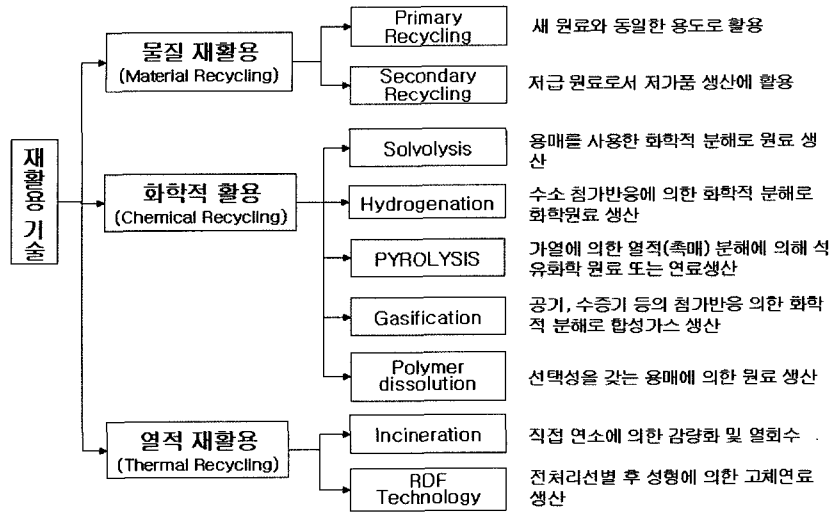 재활용 기술
물질 재활용
(Material Recycling)
Primary
Recycling
새 원료와 동일한 용도로 활용
Secondary
Recycling
저급 원료로서 저가품 생산에 활용
화학적 활용
(Chemical Recycling)
Solvolysis
용매를 사용한 화학적 분해로 원료 생
산
Hydrogenation
수소 첨가반응에 의한 화학적 분해로
화학원료 생산
PYROLYSIS
가열에 의한 열적(촉매) 분해에 의해 석
유화학 원료 또는 연료생산
Gasification
공기, 수증기 등의 첨가반응 의한 화학
적 분해로 합성가스 생산
Polymer
dissolution
선택성을 갖는 용매에 의한 원료 생산
열적 재활용
(Thermal Recycling)
Incineration
직접 연소에 의한 감량화 및 열회수
RDF
Technology
전처리선별 후 성형에 의한 고체연료
생산